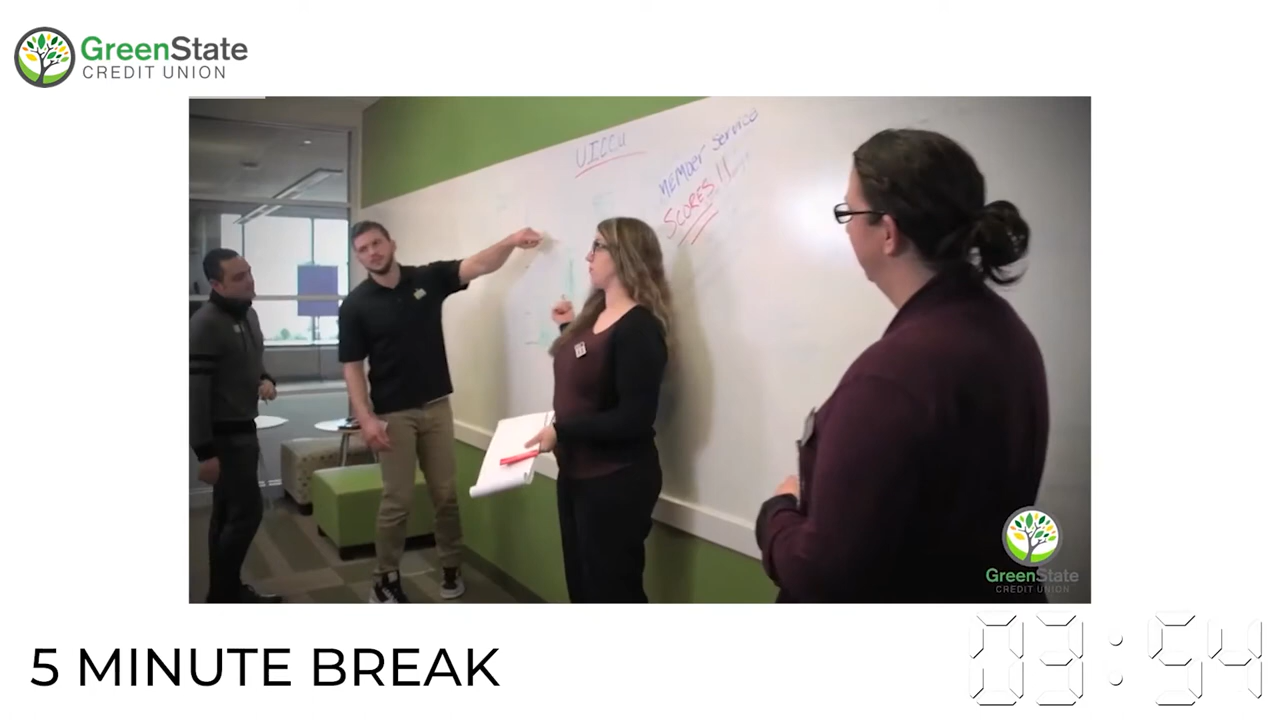 GreenState
CREDIT UNION
UICCU
MEMBER Service
SCORES!!
GreenState
CREDIT UNION
5 MINUTE BREAK
03:54